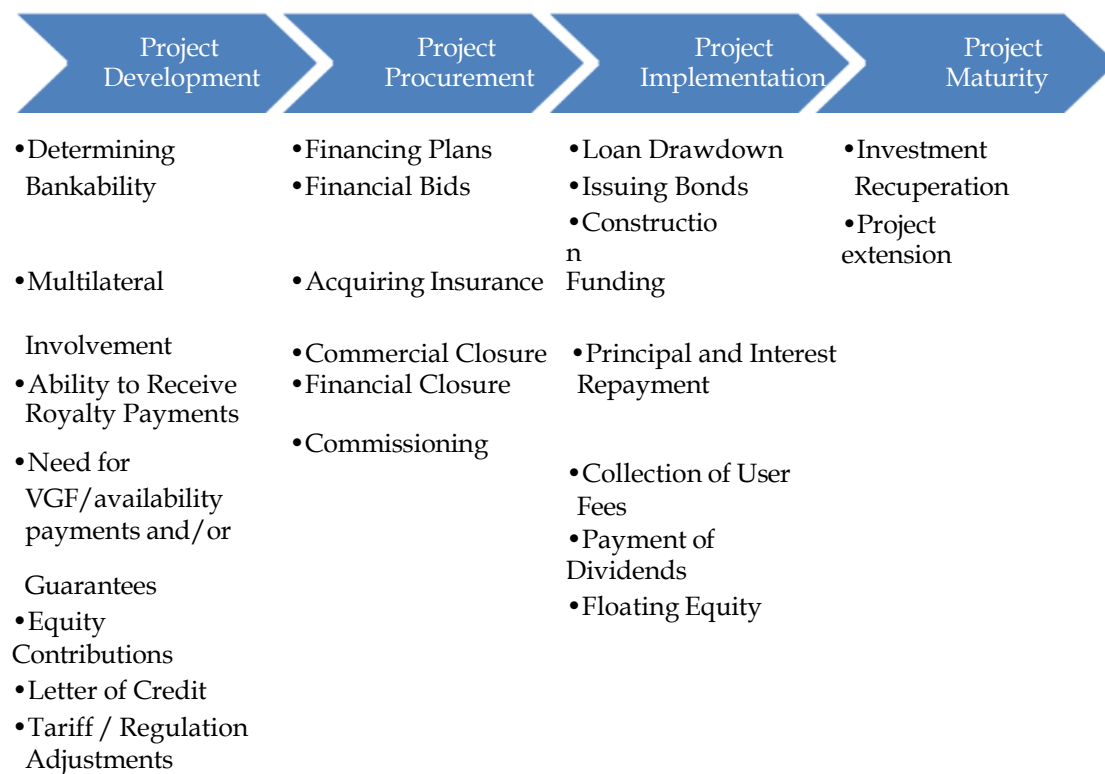 Project
Development
Project
Procurement
Project
Implementation
Project
Maturity
•Determining
Bankability
•Multilateral
Involvement
•Ability to Receive
Royalty Payments
•Need for
VGF/availability
payments and/or
Guarantees
•Equity
Contributions
•Letter of Credit
•Tariff / Regulation
Adjustments
•Financing Plans
•Financial Bids
•Acquiring Insurance
•Commercial Closure
•Financial Closure
•Commissioning
•Loan Drawdown
•Issuing Bonds
•Constructio
n
Funding
•Principal and Interest
Repayment
•Collection of User
Fees
•Payment of
Dividends
•Floating Equity
•Investment
Recuperation
•Project
extension